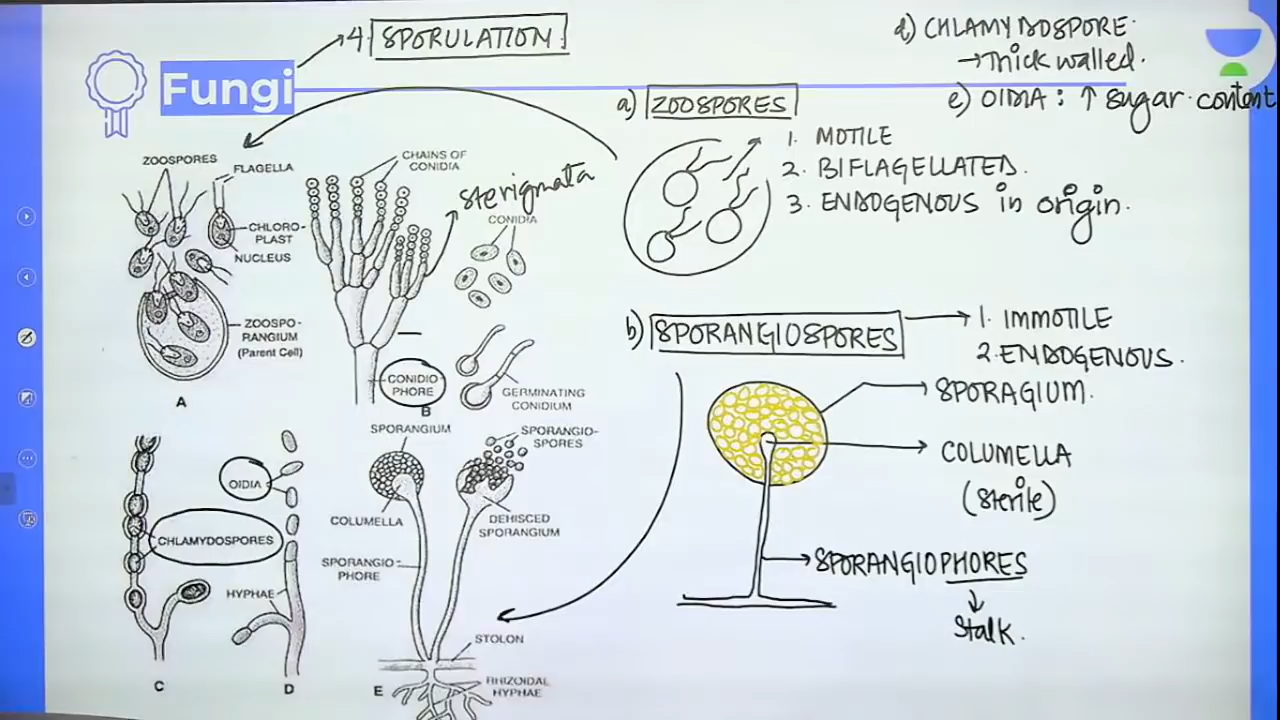 Fungi
4. SPORULATION
d) CHLAMYDOSPORE.
→ Thick walled.
e) OIDIA : ↑ sugar content
a) ZOOSPORES
1. MOTILE
2. BIFLAGELLATED.
3. ENDOGENOUS in origin.
ZOOSPORES
FLAGELLA
CHLORO-
PLAST
NUCLEUS
ZOOSPO-
RANGIUM
(Parent Cell)
A
CHAINS OF
CONIDIA
Sterigmata
CONIDIA
CONIDIO
PHORE
B
GERMINATING
CONIDIUM
b) SPORANGIOSPORES
1. IMMOTILE
2. ENDOGENOUS.
SPORAGIUM.
COLUMELLA
(Sterile)
SPORANGIOPHORES
Stalk.
CHLAMYDOSPORES
C
OIDIA
HYPHAE
D
SPORANGIUM
SPORANGIO-
SPORES
COLUMELLA
DEHISCED
SPORANGIUM
SPORANGIO-
PHORE
STOLON
RHIZOIDAL
HYPHAE
E